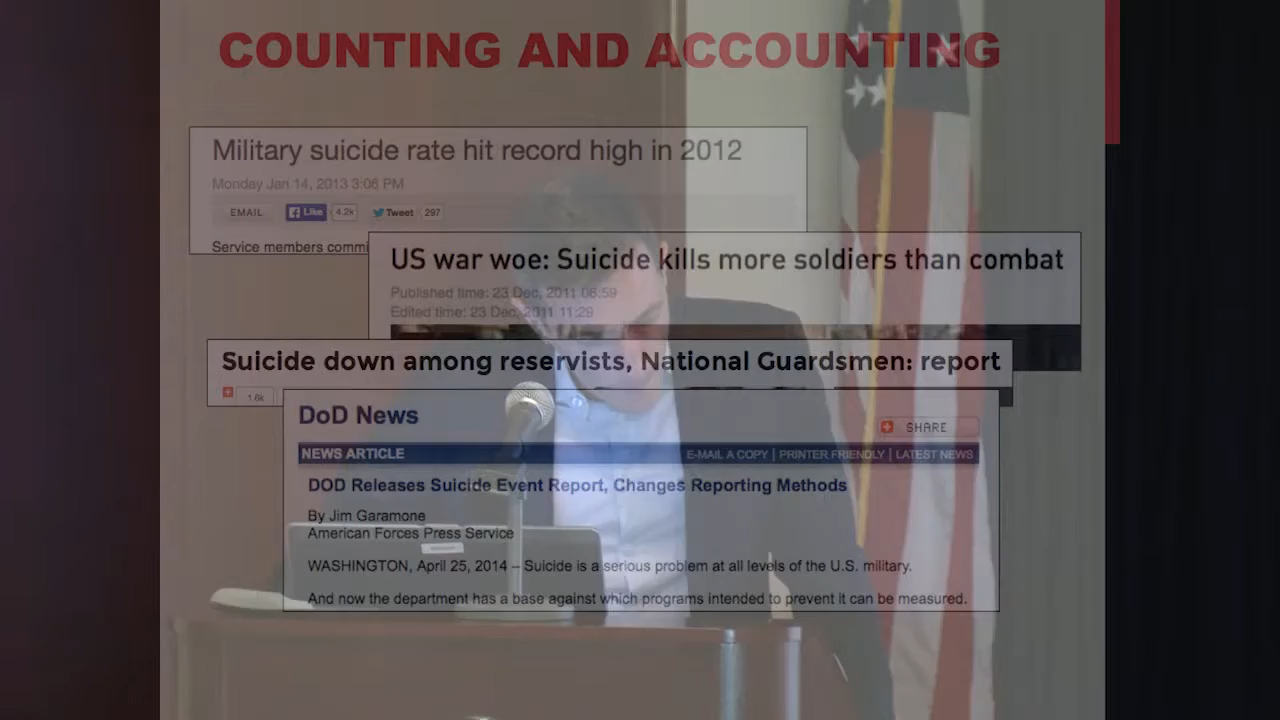 COUNTING AND ACCOUNTING
Military suicide rate hit record high in 2012
Monday Jan 14, 2013 3:06 PM
EMAIL Like 4.2k Tweet 297
Service members commi
US war woe: Suicide kills more soldiers than combat
Published time: 23 Dec, 2011 06:59
Edited time: 23 Dec, 2011 11:29
Suicide down among reservists, National Guardsmen: report
1.6k
DoD News
SHARE
NEWS ARTICLE E-MAIL A COPY | PRINTER FRIENDLY | LATEST NEWS
DOD Releases Suicide Event Report, Changes Reporting Methods
By Jim Garamone
American Forces Press Service
WASHINGTON, April 25, 2014 – Suicide is a serious problem at all levels of the U.S. military.
And now the department has a base against which programs intended to prevent it can be measured.